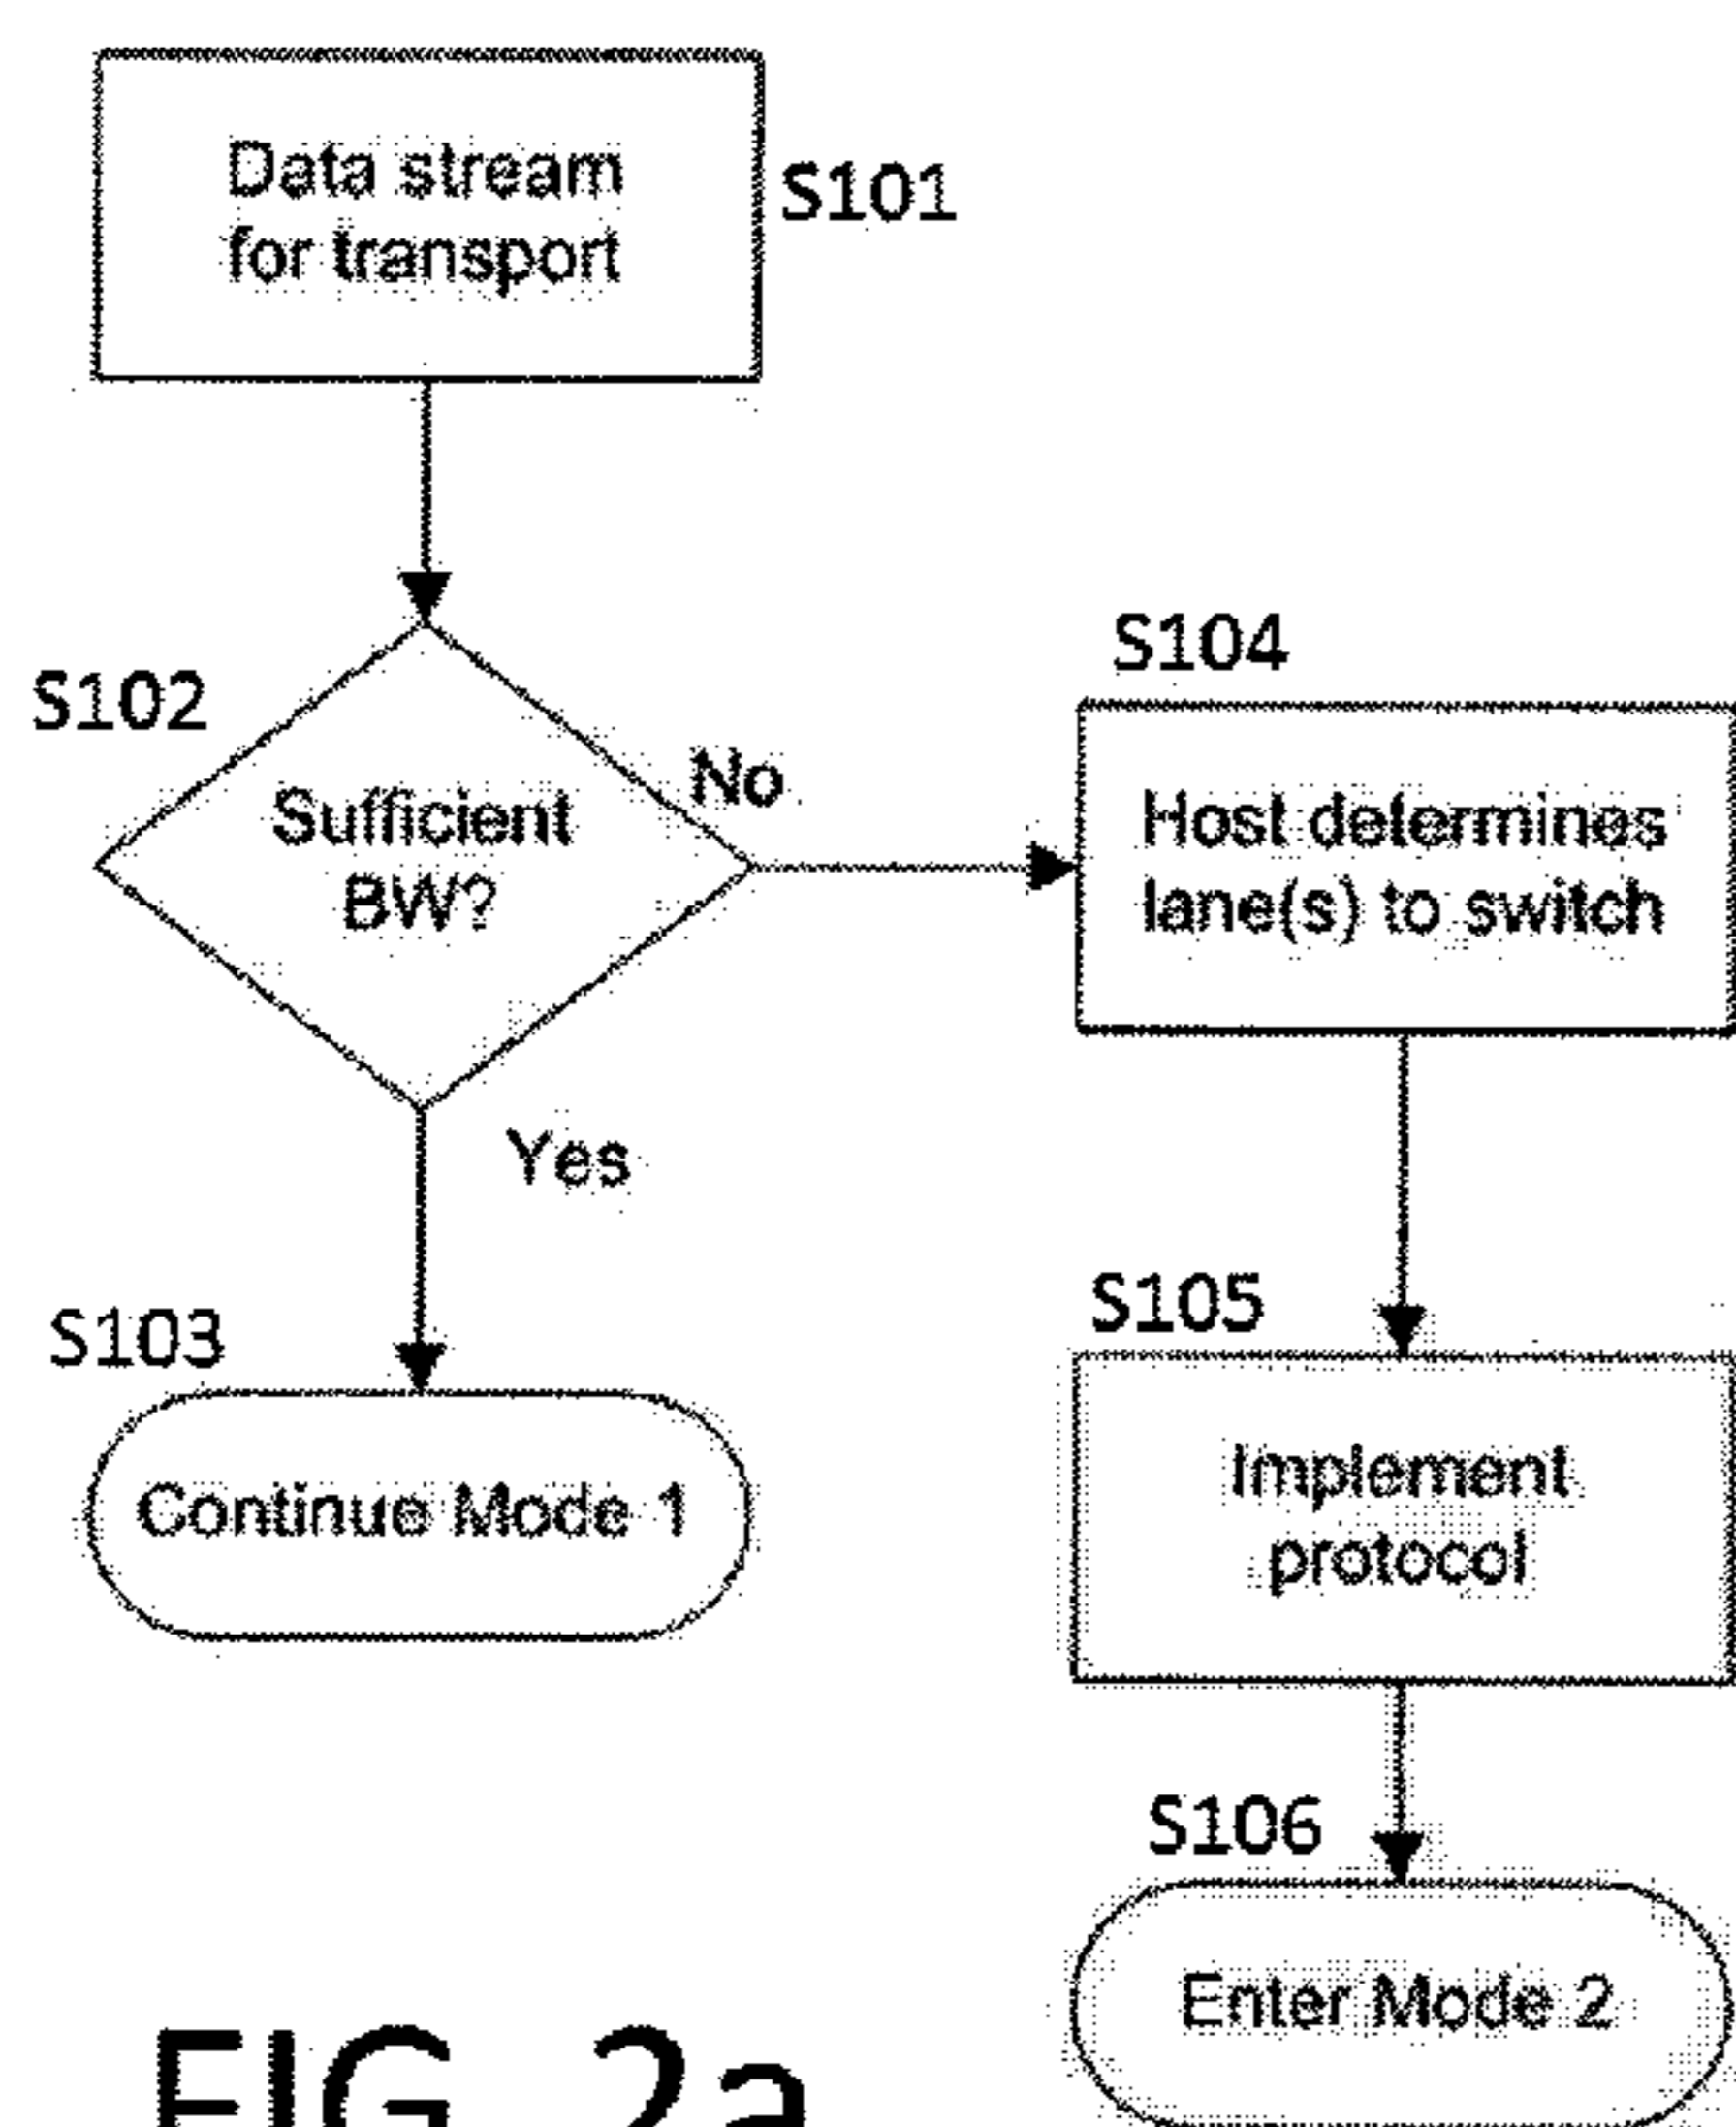 Data stream
for transport
S101
S102
Sufficient
BW?
No
Yes
S103
Continue Mode 1
S104
Host determines
lane(s) to switch
S105
Implement
protocol
S106
Enter Mode 2
FIG. 2a